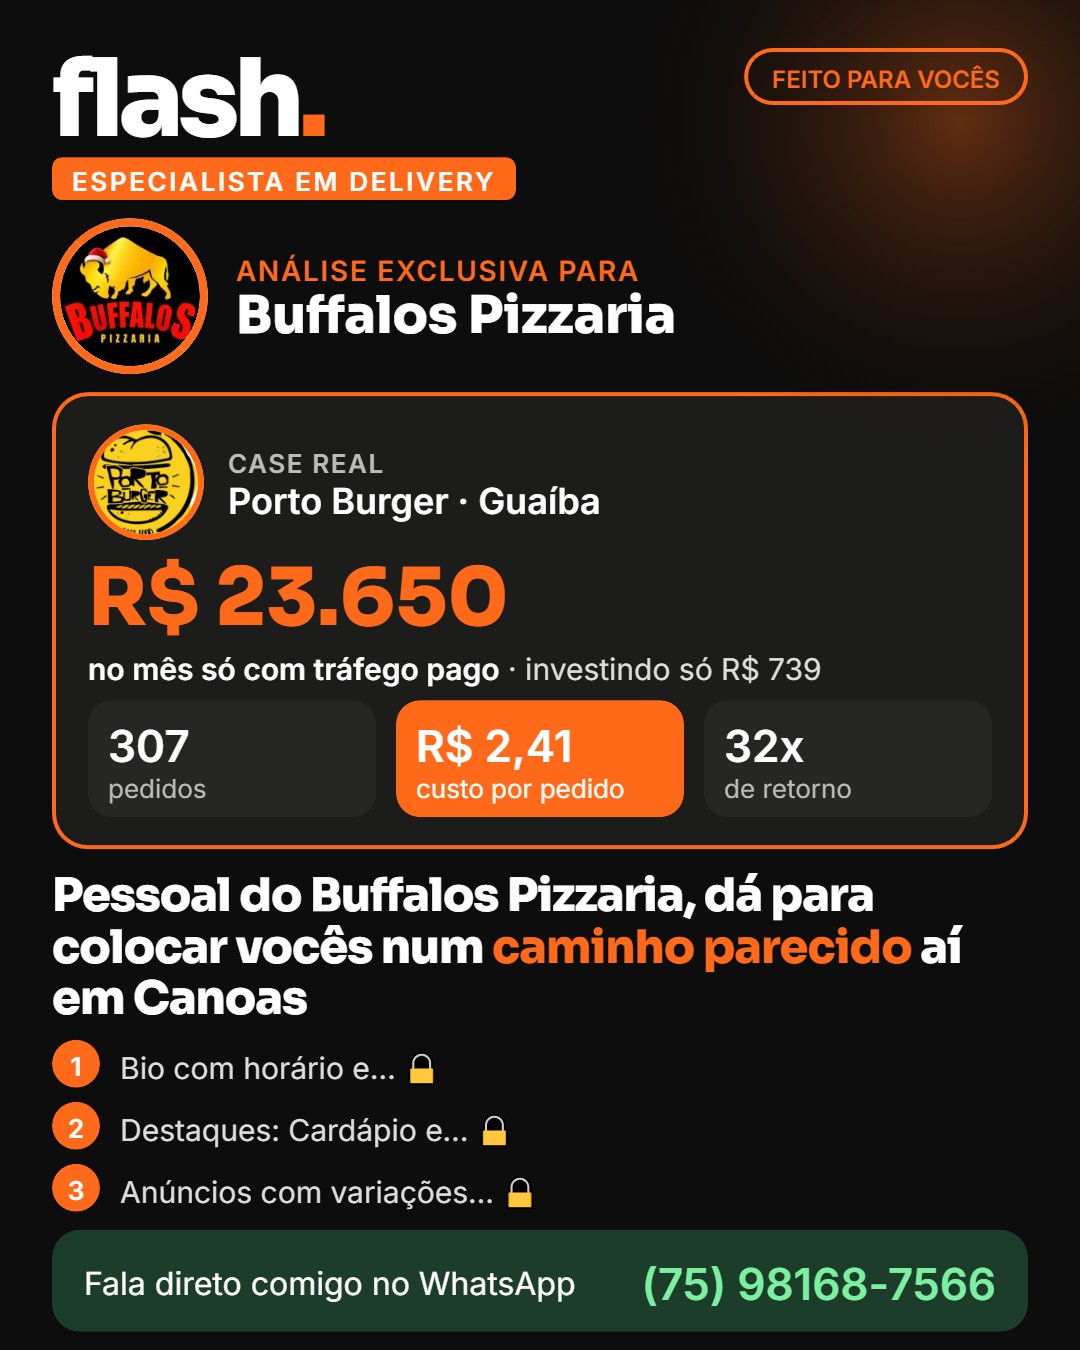 flash.
FEITO PARA VOCÊS
ESPECIALISTA EM DELIVERY
BUFFALOS
PIZZARIA
ANÁLISE EXCLUSIVA PARA
Buffalos Pizzaria
PORTO
BURGER
CASE REAL
Porto Burger · Guaíba
R$ 23.650
no mês só com tráfego pago · investindo só R$ 739
307
pedidos
R$ 2,41
custo por pedido
32x
de retorno
Pessoal do Buffalos Pizzaria, dá para
colocar vocês num caminho parecido aí
em Canoas
1 Bio com horário e... 🔒
2 Destaques: Cardápio e... 🔒
3 Anúncios com variações... 🔒
Fala direto comigo no WhatsApp (75) 98168-7566